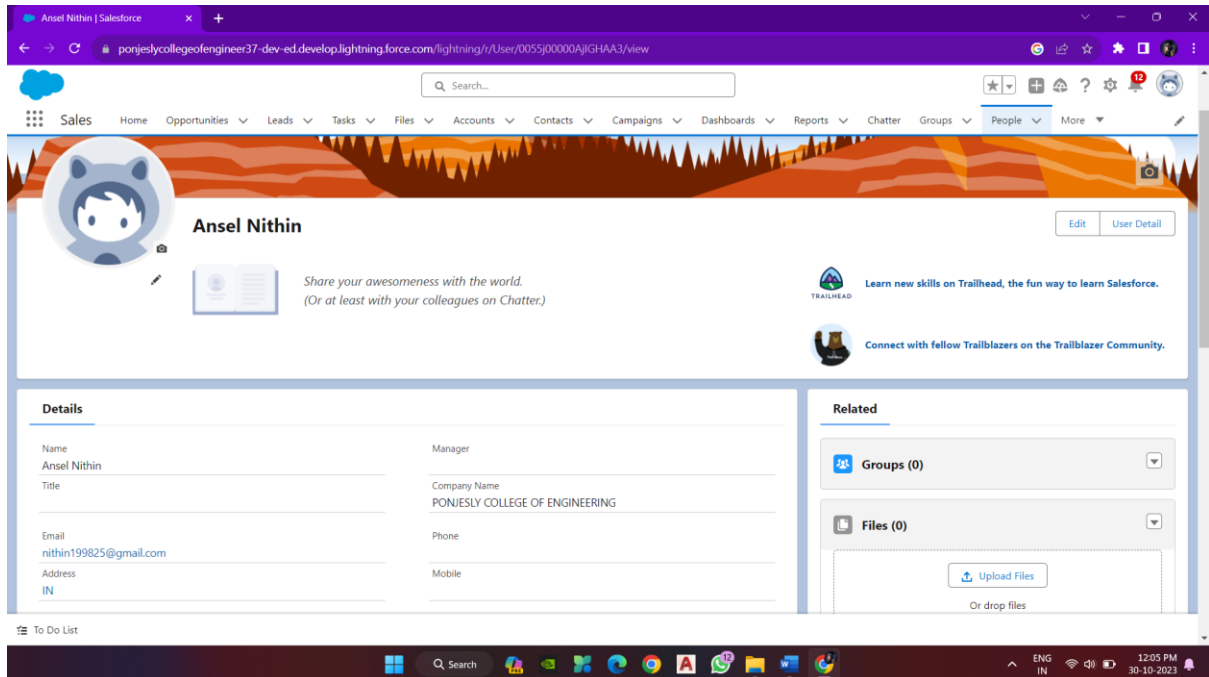 Ansel Nithin | Salesforce
ponjeslycollegeofengineer37-dev-ed.develop.lightning.force.com/lightning/r/User/0055j00000AjIGHAA3/view
Search...
12
Sales Home Opportunities Leads Tasks Files Accounts Contacts Campaigns Dashboards Reports Chatter Groups People More
Ansel Nithin
Edit User Detail
Share your awesomeness with the world.
(Or at least with your colleagues on Chatter.)
TRAILHEAD
Learn new skills on Trailhead, the fun way to learn Salesforce.
Connect with fellow Trailblazers on the Trailblazer Community.
Details
Name
Ansel Nithin
Manager
Title
Company Name
PONJESLY COLLEGE OF ENGINEERING
Email
nithin199825@gmail.com
Phone
Address
IN
Mobile
Related
Groups (0)
Files (0)
Upload Files
Or drop files
To Do List
Search
12
ENG
IN
12:05 PM
30-10-2023